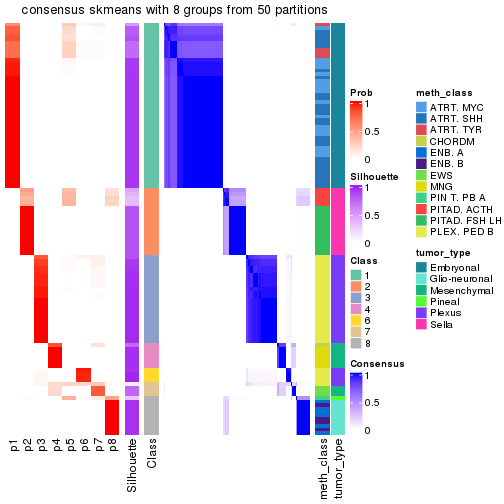 consensus skmeans with 8 groups from 50 partitions
p1
p2
p3
p4
p5
p6
p7
p8
Silhouette
Class
meth_class
tumor_type
Prob
1
0.5
0
Silhouette
1
0.5
0
Class
1
2
3
4
6
7
8
Consensus
1
0.5
0
meth_class
ATRT. MYC
ATRT. SHH
ATRT. TYR
CHORDM
ENB. A
ENB. B
EWS
MNG
PIN T. PB A
PITAD. ACTH
PITAD. FSH LH
PLEX. PED B
tumor_type
Embryonal
Glio-neuronal
Mesenchymal
Pineal
Plexus
Sella